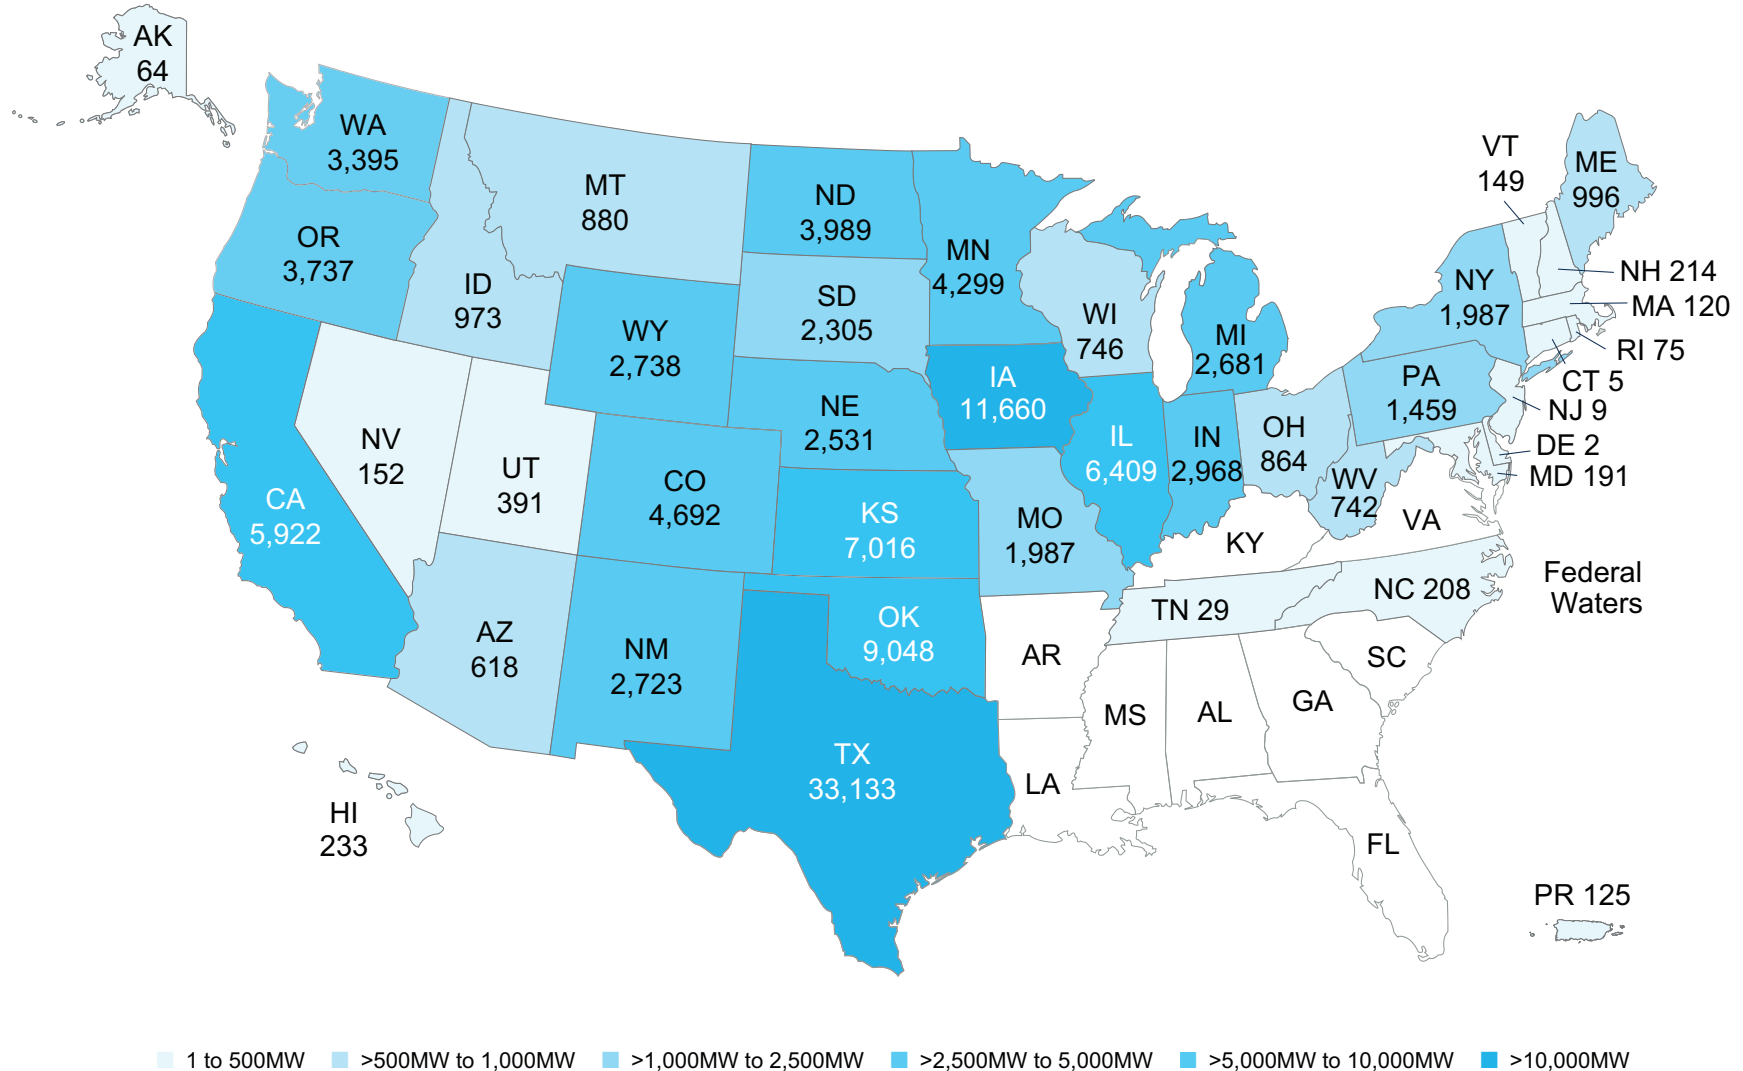 AK
64
WA
3,395
MT
880
ND
3,989
MN
4,299
VT
149
ME
996
OR
3,737
ID
973
WY
2,738
SD
2,305
WI
746
MI
2,681
NY
1,987
NH 214
MA 120
RI 75
CT 5
NJ 9
DE 2
MD 191
PA
1,459
NV
152
UT
391
CO
4,692
NE
2,531
IA
11,660
IL
6,409
IN
2,968
OH
864
WV
742
VA
CA
5,922
KS
7,016
MO
1,987
KY
Federal
Waters
AZ
618
NM
2,723
OK
9,048
AR
TN 29
NC 208
SC
MS
AL
GA
TX
33,133
LA
FL
HI
233
PR 125
1 to 500MW
>500MW to 1,000MW
>1,000MW to 2,500MW
>2,500MW to 5,000MW
>5,000MW to 10,000MW
>10,000MW